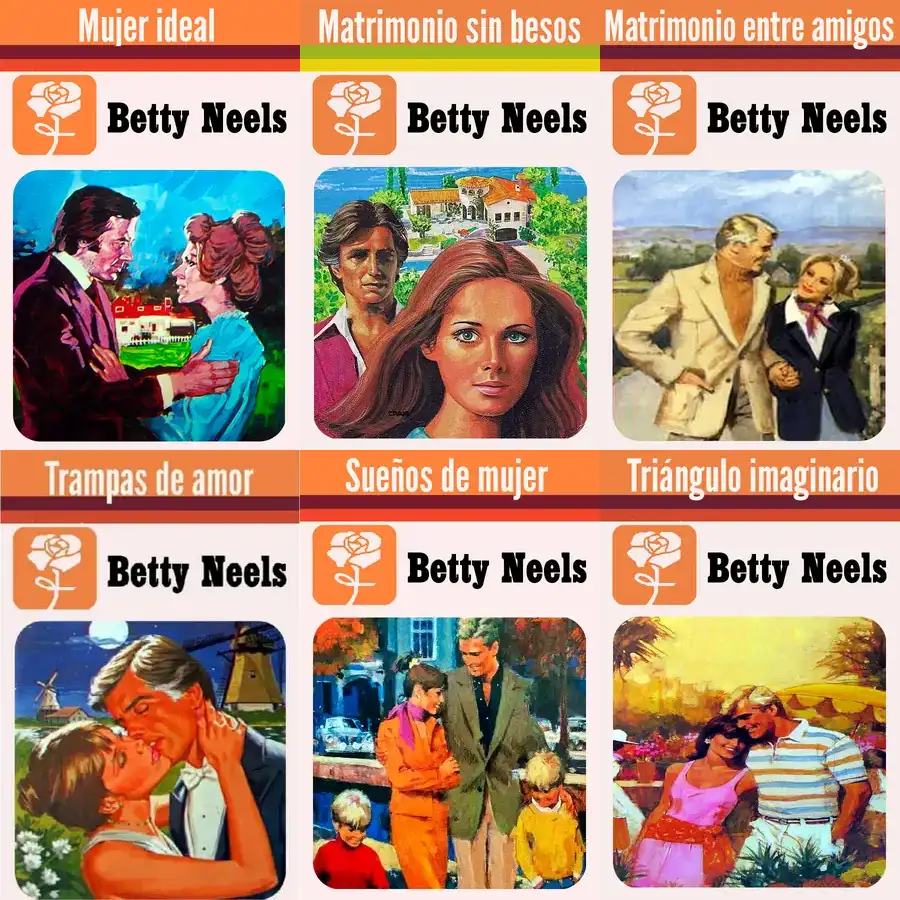 Mujer ideal
Betty Neels
Matrimonio sin besos
Betty Neels
Matrimonio entre amigos
Betty Neels
Trampas de amor
Betty Neels
Sueños de mujer
Betty Neels
Triángulo imaginario
Betty Neels